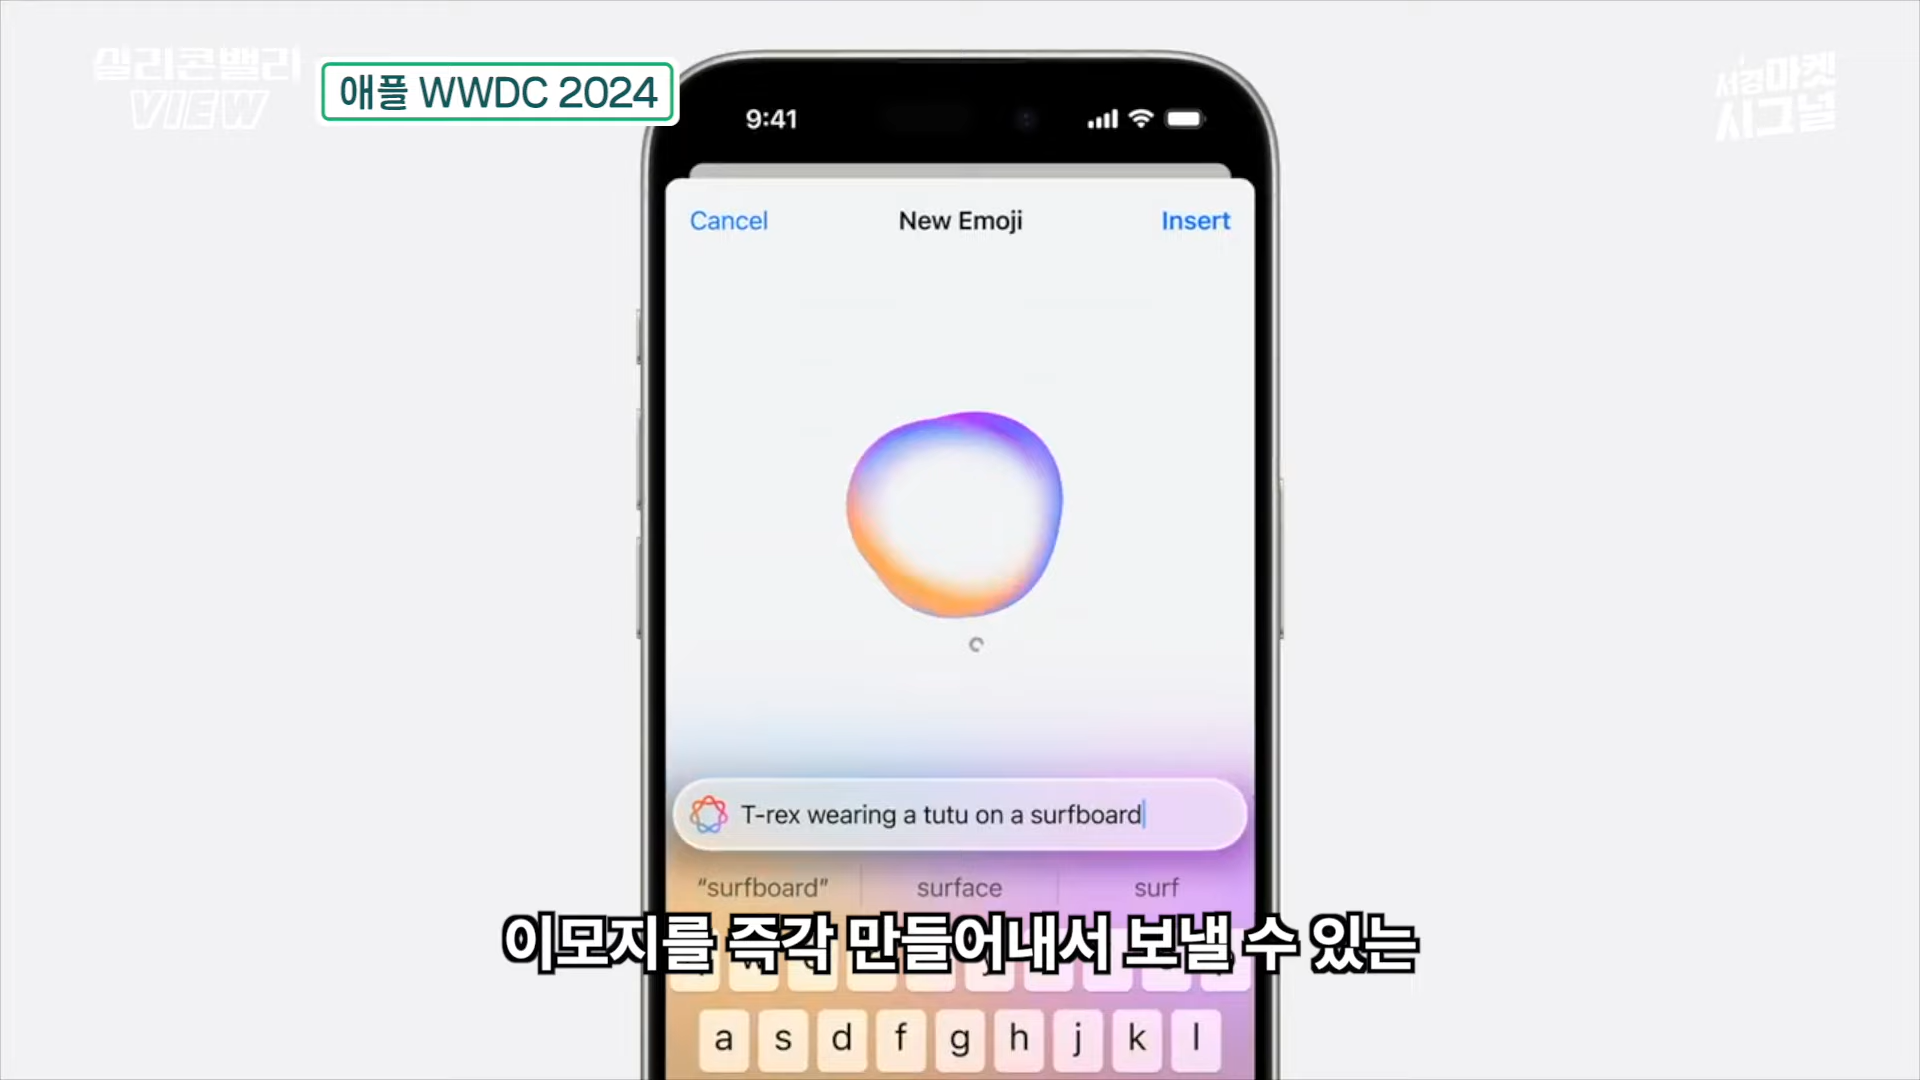 실리콘밸리
VIEW
애플 WWDC 2024
서경마켓
시그널
9:41
Cancel
New Emoji
Insert
T-rex wearing a tutu on a surfboard
“surfboard”
surface
surf
이모지를 즉각 만들어내서 보낼 수 있는
a s d f g h j k l